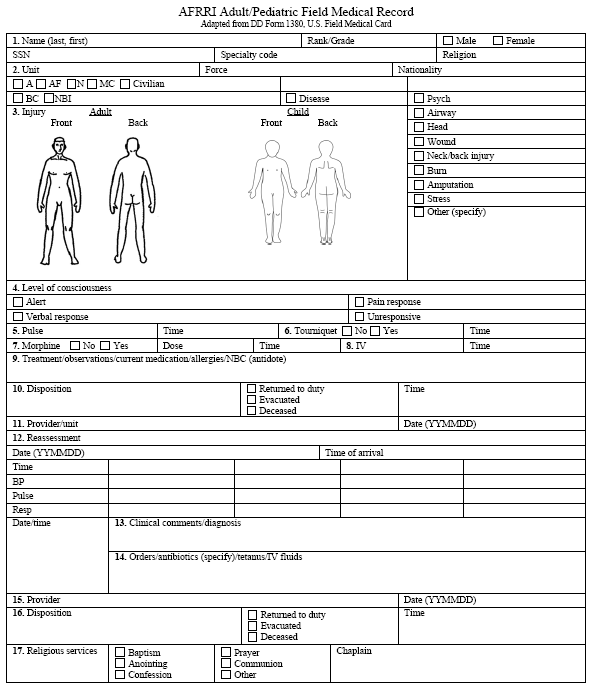 AFRRI Adult/Pediatric Field Medical Record
Adapted from DD Form 1380, U.S. Field Medical Card
1. Name (last, first) Rank/Grade Male Female
SSN Specialty code Religion
2. Unit Force Nationality
A AF N MC Civilian
BC NBI Disease Psych
3. Injury Adult Child Airway
Front Back Front Back Head
Wound
Neck/back injury
Burn
Amputation
Stress
Other (specify)
4. Level of consciousness
Alert Pain response
Verbal response Unresponsive
5. Pulse Time 6. Tourniquet No Yes Time
7. Morphine No Yes Dose Time 8. IV Time
9. Treatment/observations/current medication/allergies/NBC (antidote)
10. Disposition Returned to duty Time
Evacuated
Deceased
11. Provider/unit Date (YYMMDD)
12. Reassessment
Date (YYMMDD) Time of arrival
Time
BP
Pulse
Resp
Date/time 13. Clinical comments/diagnosis
14. Orders/antibiotics (specify)/tetanus/IV fluids
15. Provider Date (YYMMDD)
16. Disposition Returned to duty Time
Evacuated
Deceased
17. Religious services Baptism Prayer Chaplain
Anointing Communion
Confession Other